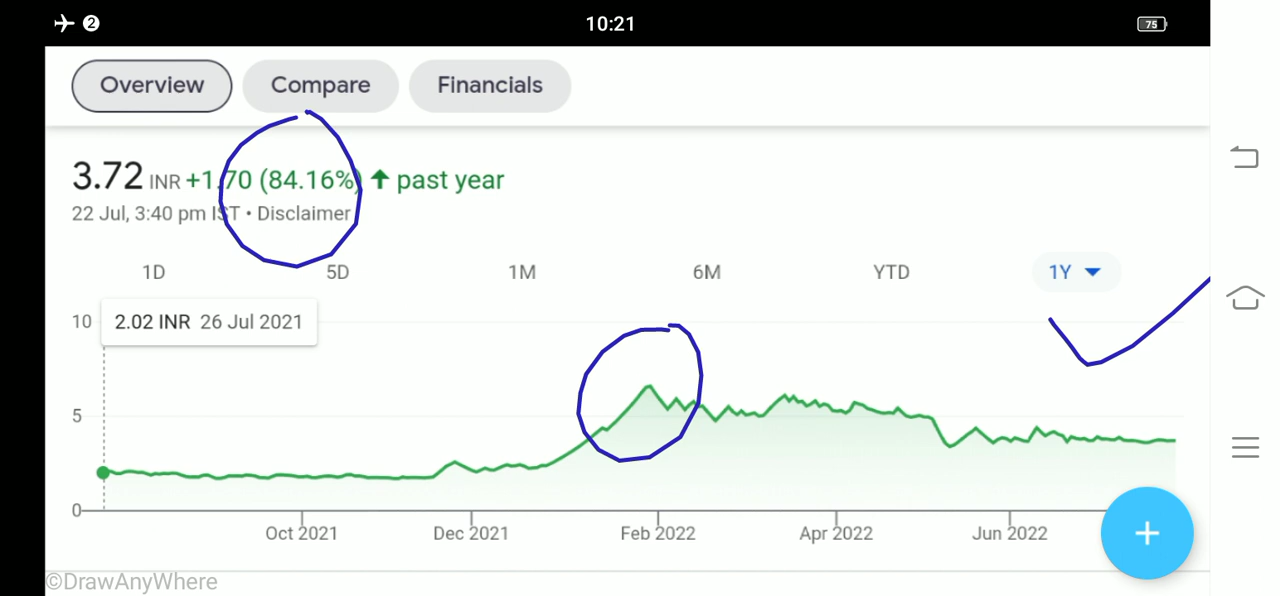 2 10:21 75
Overview Compare Financials
3.72 INR +1.70 (84.16%) ↑ past year
22 Jul, 3:40 pm IST • Disclaimer
1D 5D 1M 6M YTD 1Y
10 2.02 INR 26 Jul 2021
5
0
Oct 2021 Dec 2021 Feb 2022 Apr 2022 Jun 2022
+
©DrawAnyWhere